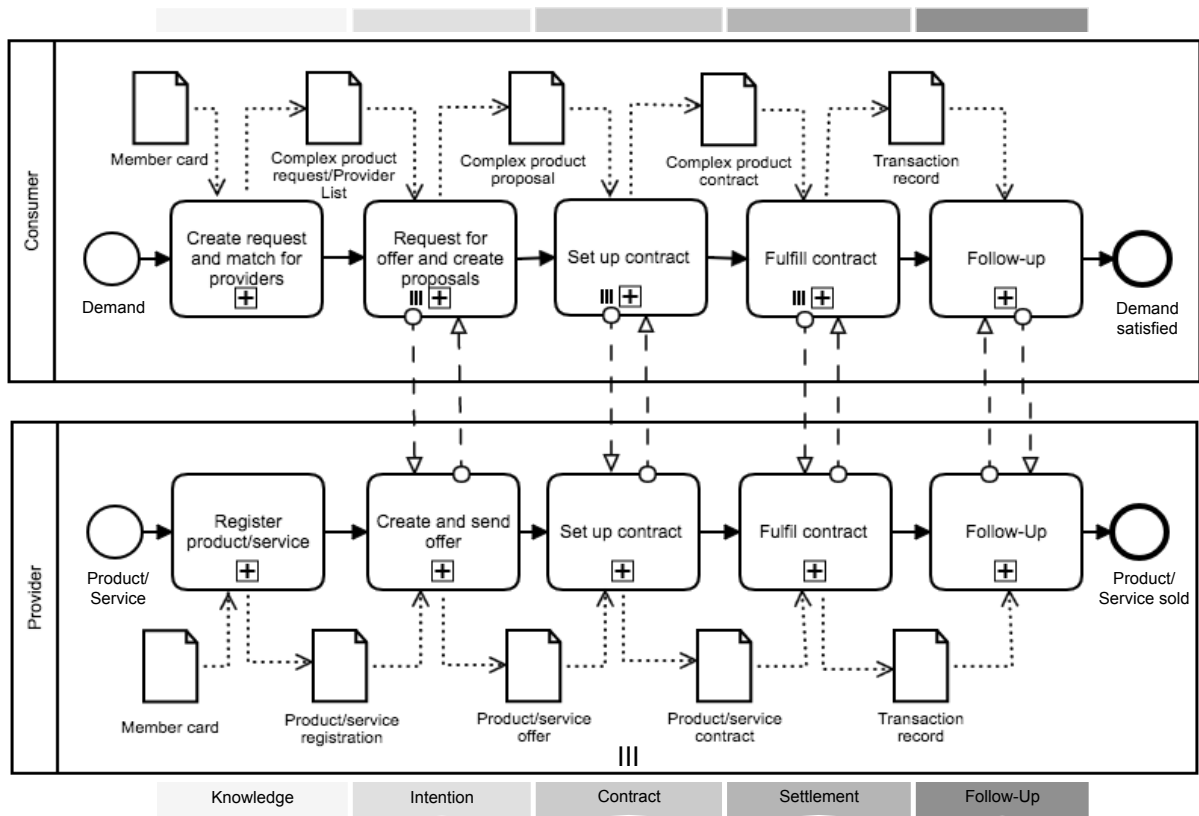 Consumer
Member card
Complex product
request/Provider
List
Complex product
proposal
Complex product
contract
Transaction
record
Demand
Create request
and match for
providers
Request for
offer and create
proposals
Set up contract
Fulfill contract
Follow-up
Demand
satisfied
Provider
Product/
Service
Register
product/service
Create and send
offer
Set up contract
Fulfil contract
Follow-Up
Product/
Service sold
Member card
Product/service
registration
Product/service
offer
Product/service
contract
Transaction
record
Knowledge
Intention
Contract
Settlement
Follow-Up